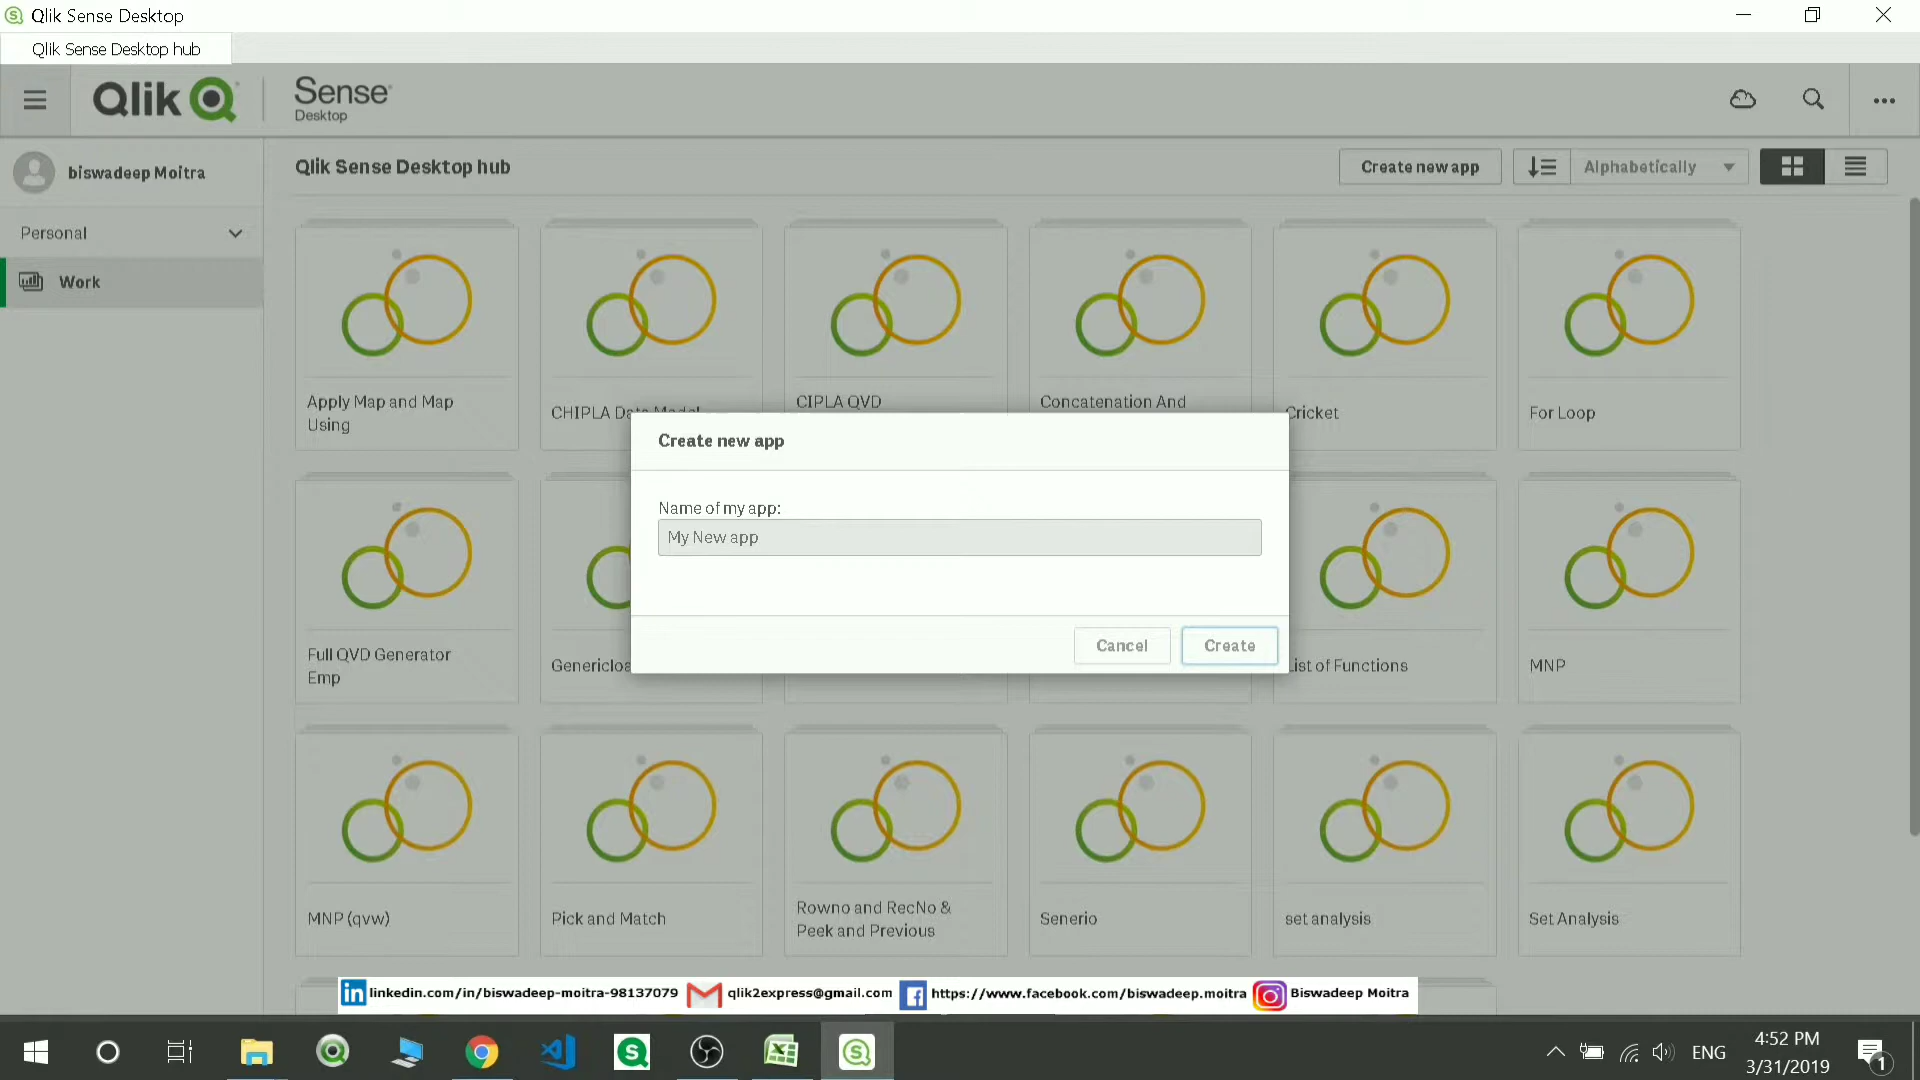 Qlik Sense Desktop
Qlik Sense Desktop hub
Qlik
Sense
Desktop
biswadeep Moitra
Personal
Work
Qlik Sense Desktop hub
Create new app
Alphabetically
Apply Map and Map
Using
CIPLA QVD
Concatenation And
Cricket
For Loop
Create new app
Name of my app:
My New app
Cancel
Create
Full QVD Generator
Emp
List of Functions
MNP
MNP (qvw)
Pick and Match
Rowno and RecNo &
Peek and Previous
Senerio
set analysis
Set Analysis
linkedin.com/in/biswadeep-moitra-98137079
qlik2express@gmail.com
https://www.facebook.com/biswadeep.moitra
Biswadeep Moitra
ENG
4:52 PM
3/31/2019
1